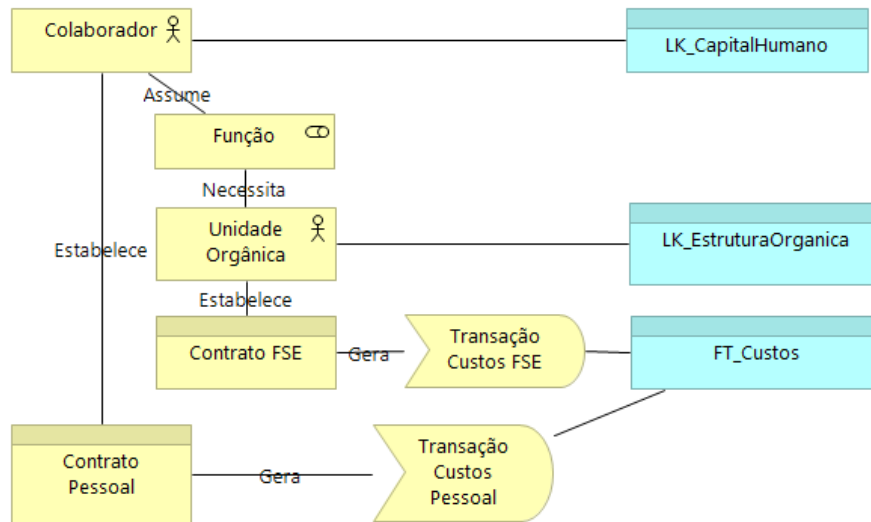 Colaborador
LK_CapitalHumano
Assume
Função
Necessita
Unidade
Orgânica
LK_EstruturaOrganica
Estabelece
Estabelece
Contrato FSE
Gera
Transação
Custos FSE
FT_Custos
Contrato
Pessoal
Gera
Transação
Custos
Pessoal